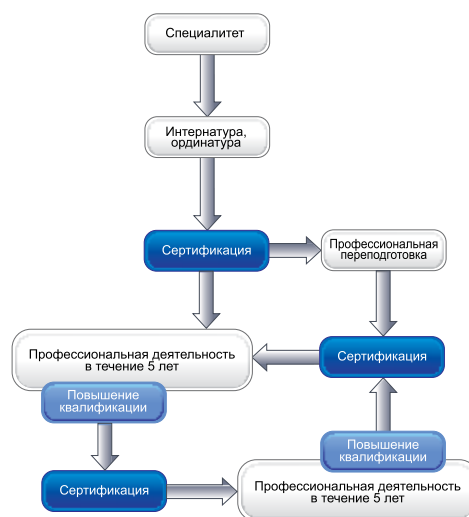 Специалитет
Интернатура,
ординатура
Сертификация
Профессиональная
переподготовка
Профессиональная деятельность
в течение 5 лет
Сертификация
Повышение
квалификации
Повышение
квалификации
Сертификация
Профессиональная деятельность
в течение 5 лет